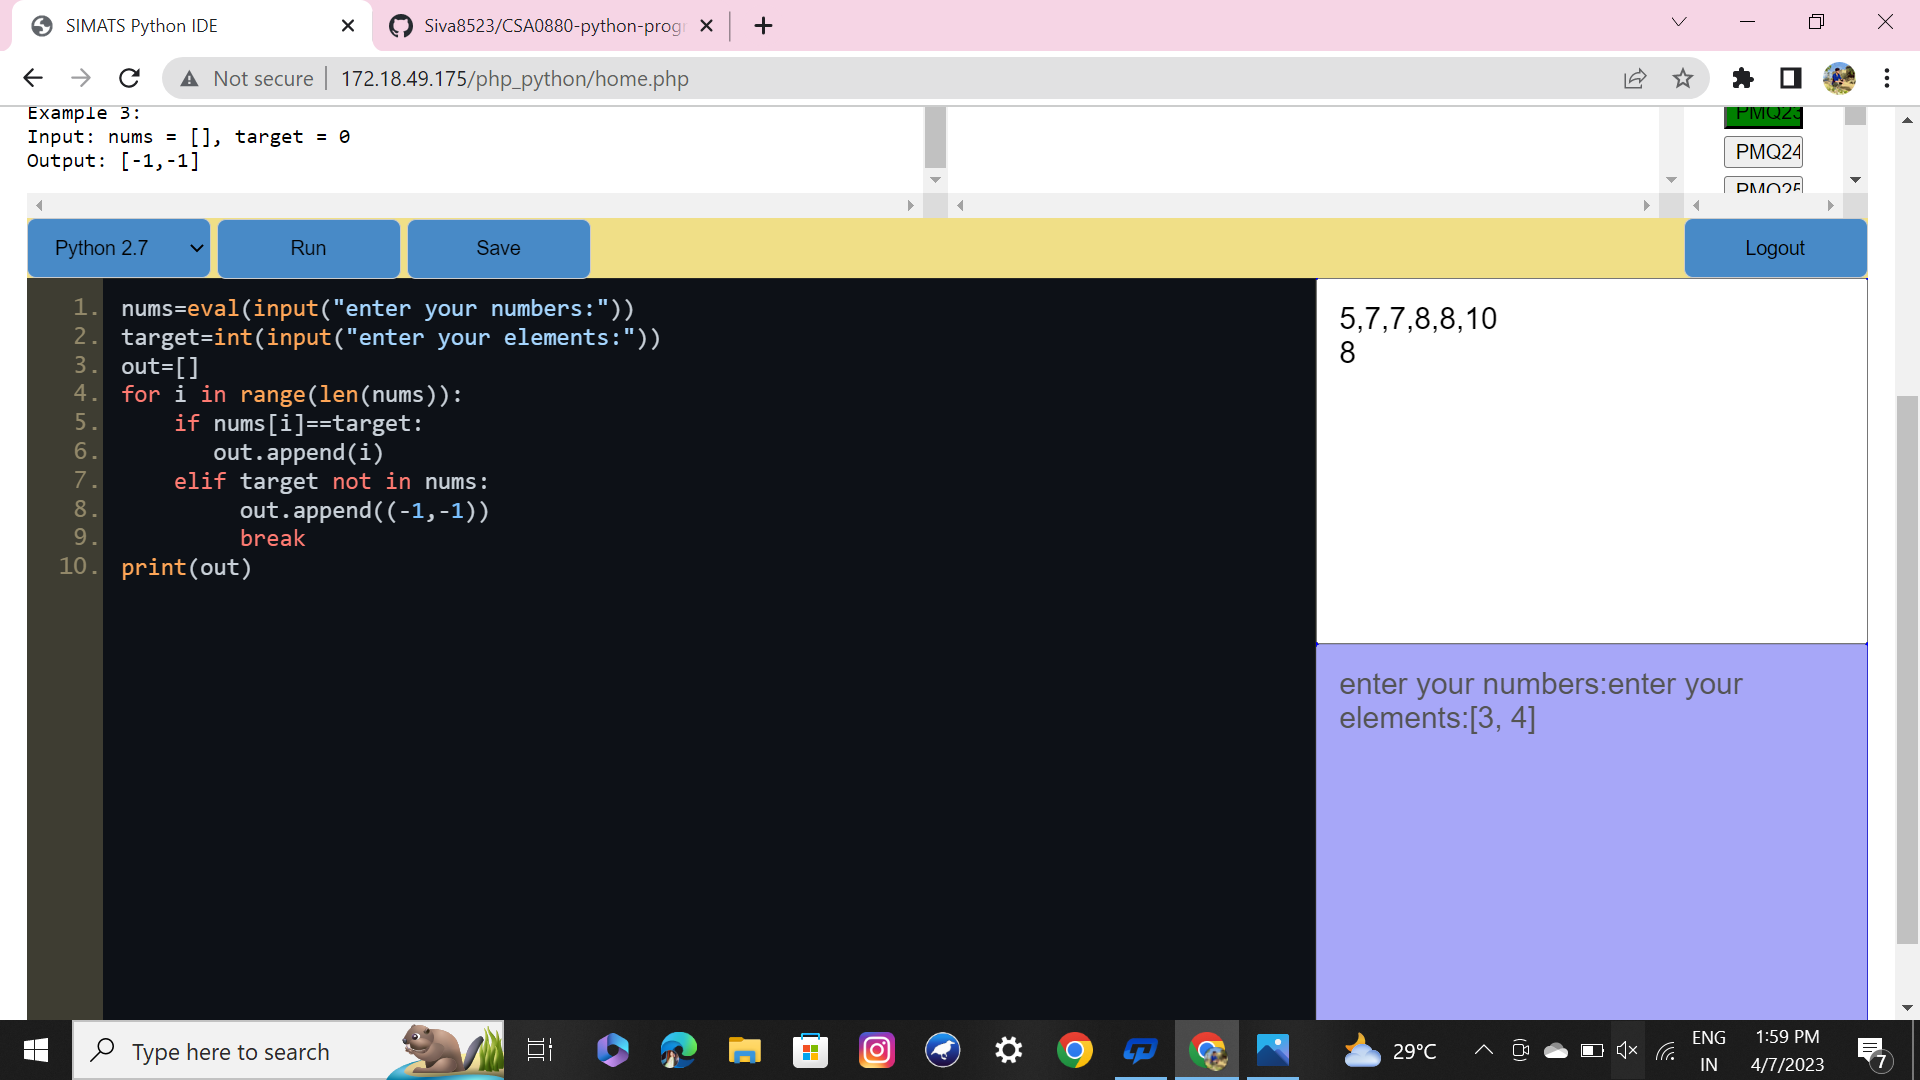 SIMATS Python IDE
Siva8523/CSA0880-python-progr
Not secure
172.18.49.175/php_python/home.php
Example 3:
Input: nums = [], target = 0
Output: [-1,-1]
PMQ23
PMQ24
PMQ25
Python 2.7
Run
Save
Logout
1. nums=eval(input("enter your numbers:"))
2. target=int(input("enter your elements:"))
3. out=[]
4. for i in range(len(nums)):
5.     if nums[i]==target:
6.        out.append(i)
7.     elif target not in nums:
8.          out.append((-1,-1))
9.          break
10. print(out)
5,7,7,8,8,10
8
enter your numbers:enter your
elements:[3, 4]
Type here to search
29°C
ENG
IN
1:59 PM
4/7/2023
7